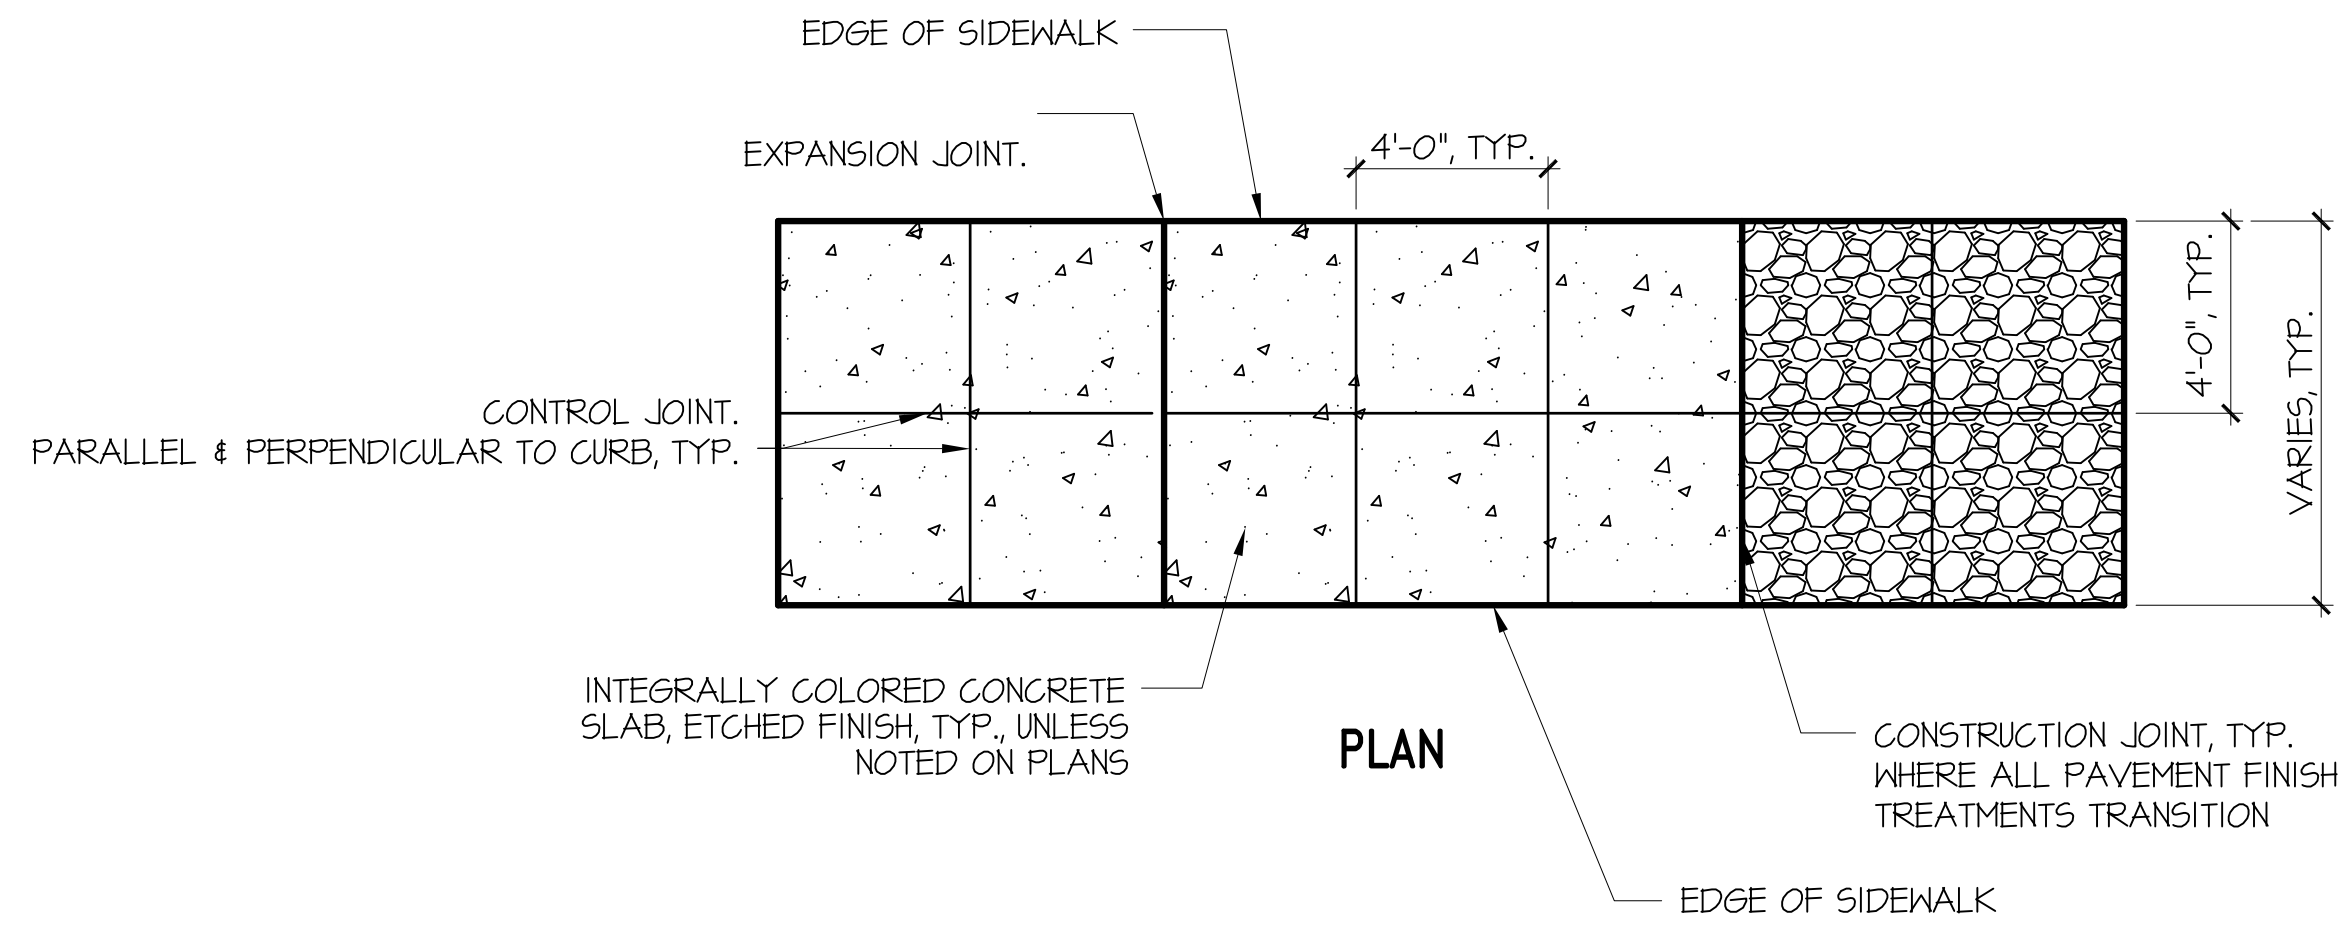 EDGE OF SIDEWALK
EXPANSION JOINT.
4'-0", TYP.
4'-0", TYP.
VARIES, TYP.
CONTROL JOINT.
PARALLEL & PERPENDICULAR TO CURB, TYP.
INTEGRALLY COLORED CONCRETE
SLAB, ETCHED FINISH, TYP., UNLESS
NOTED ON PLANS
PLAN
CONSTRUCTION JOINT, TYP.
WHERE ALL PAVEMENT FINISH
TREATMENTS TRANSITION
EDGE OF SIDEWALK